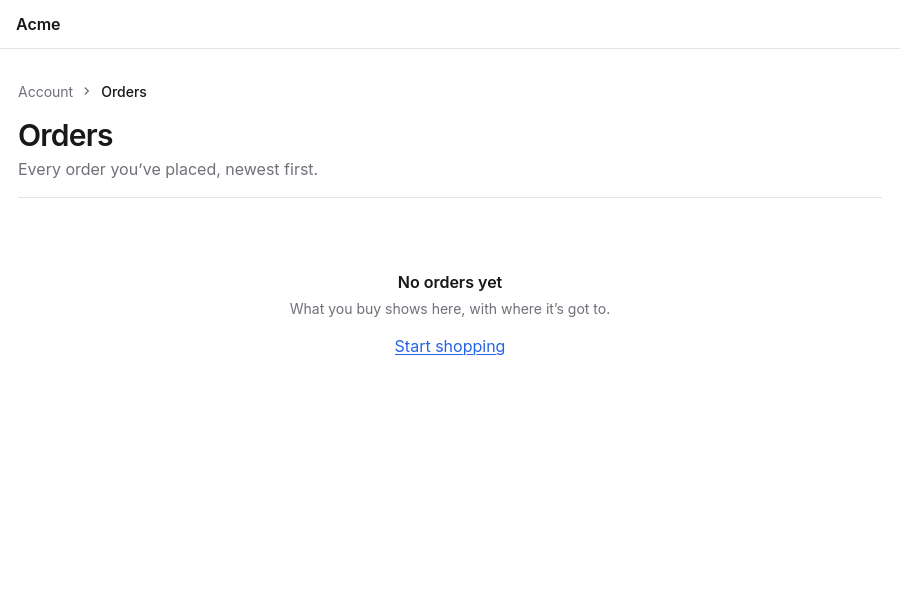 Acme
Account > Orders
Orders
Every order you’ve placed, newest first.
No orders yet
What you buy shows here, with where it’s got to.
Start shopping